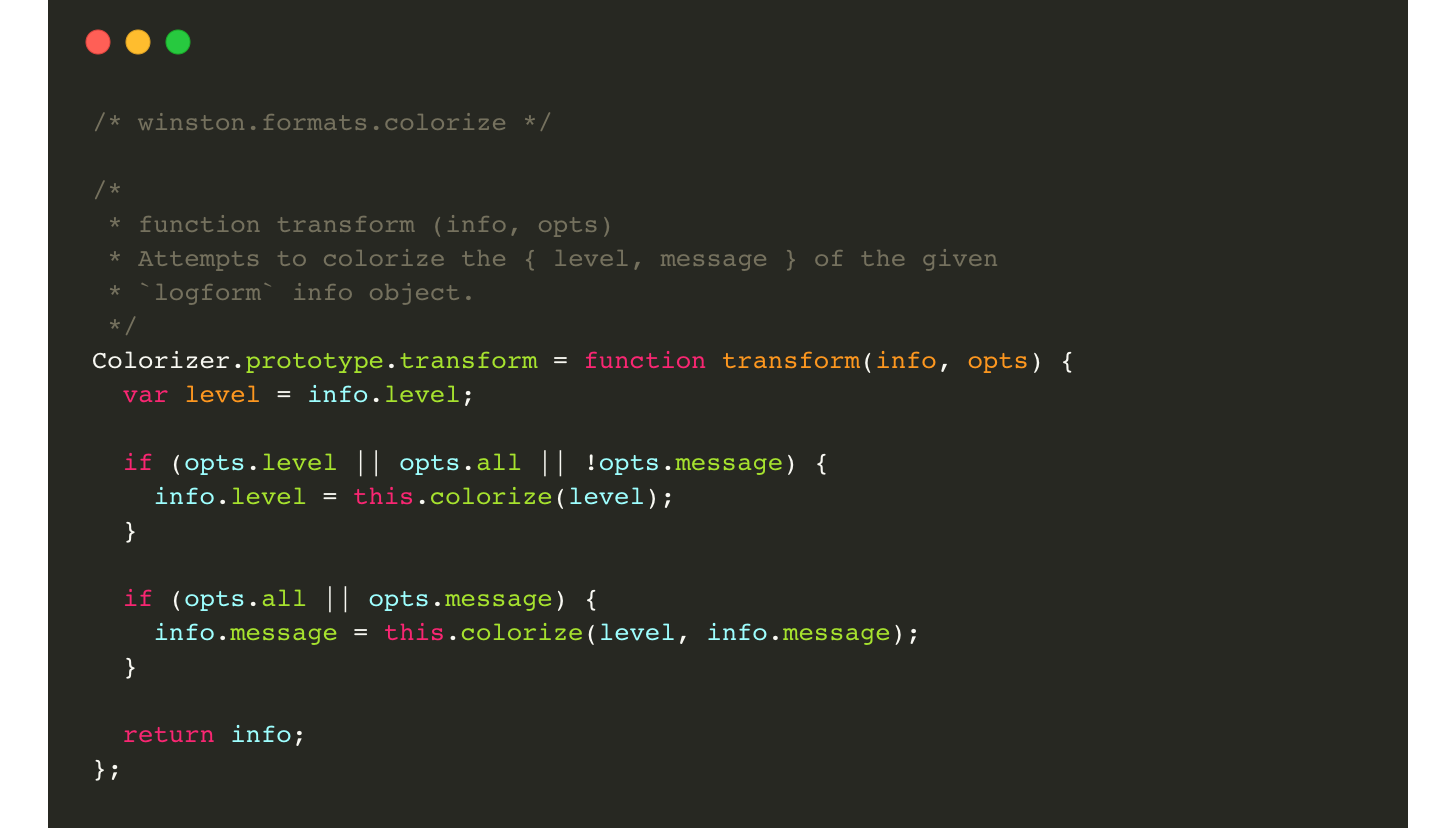 /* winston.formats.colorize */
/*
 * function transform (info, opts)
 * Attempts to colorize the { level, message } of the given
 * `logform` info object.
 */
Colorizer.prototype.transform = function transform(info, opts) {
  var level = info.level;
  if (opts.level || opts.all || !opts.message) {
    info.level = this.colorize(level);
  }
  if (opts.all || opts.message) {
    info.message = this.colorize(level, info.message);
  }
  return info;
};